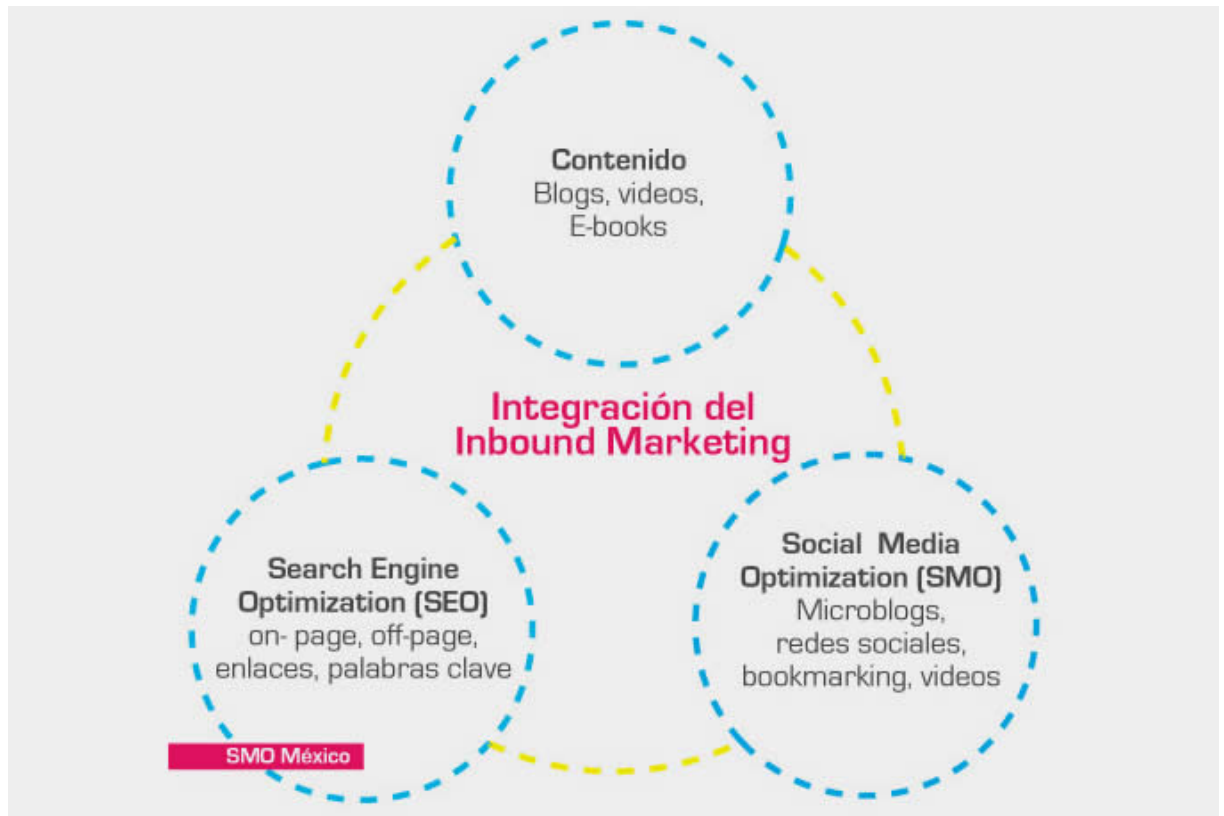 Contenido
Blogs, videos,
E-books
Integración del
Inbound Marketing
Search Engine
Optimization (SEO)
on- page, off-page,
enlaces, palabras clave
Social Media
Optimization (SMO)
Microblogs,
redes sociales,
bookmarking, videos
SMO México